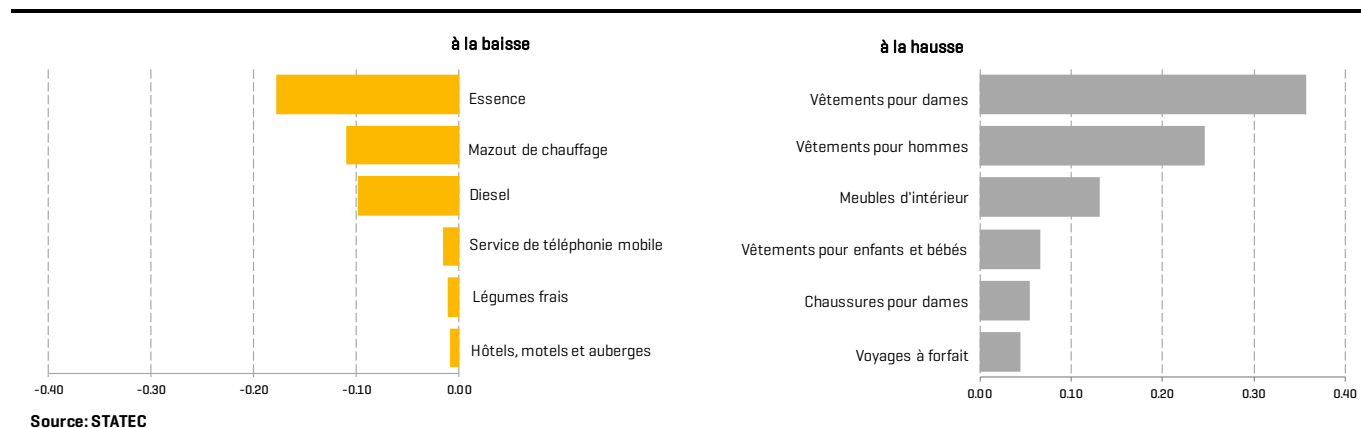 à la baisse
Essence
Mazout de chauffage
Diesel
Service de téléphonie mobile
Légumes frais
Hôtels, motels et auberges
-0.40 -0.30 -0.20 -0.10 0.00
à la hausse
Vêtements pour dames
Vêtements pour hommes
Meubles d'intérieur
Vêtements pour enfants et bébés
Chaussures pour dames
Voyages à forfait
0.00 0.10 0.20 0.30 0.40
Source: STATEC